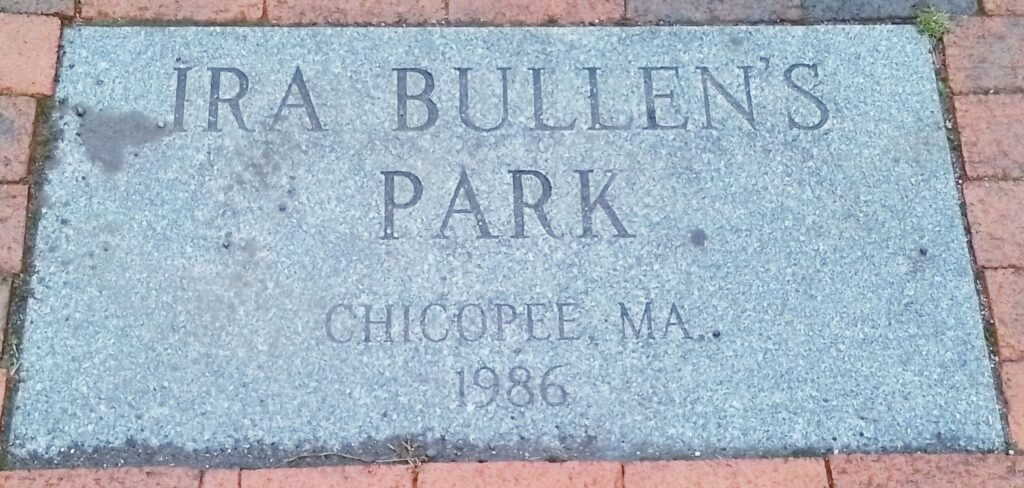 IRA BULLEN'S
PARK
CHICOPEE, MA.
1986